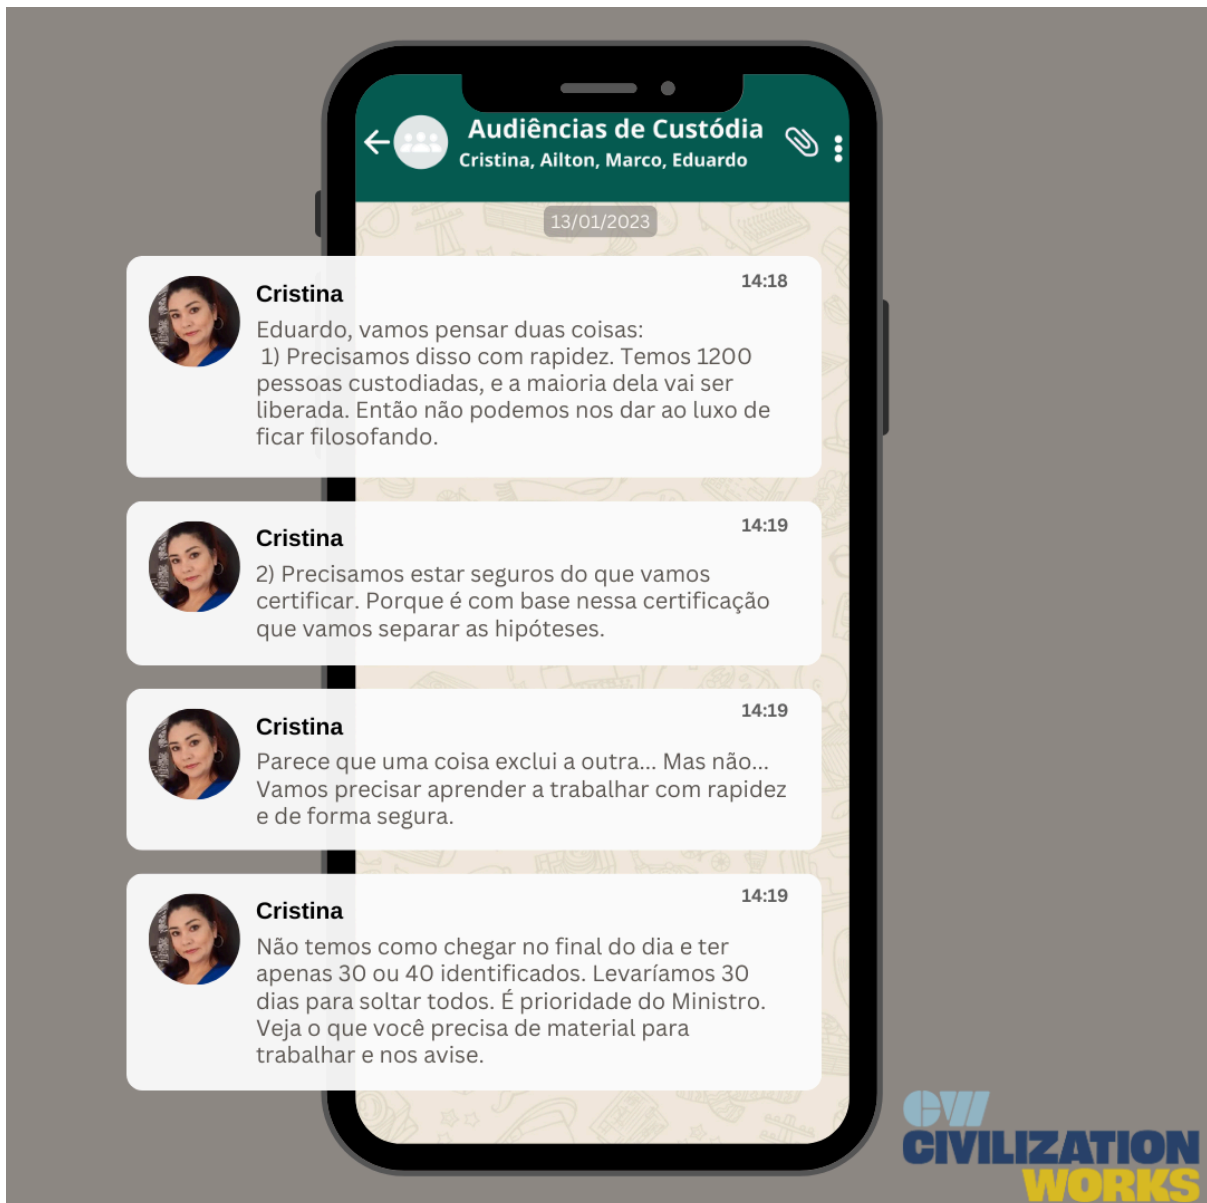 Audiências de Custódia
Cristina, Ailton, Marco, Eduardo
13/01/2023
14:18
Cristina
Eduardo, vamos pensar duas coisas:
1) Precisamos disso com rapidez. Temos 1200
pessoas custodiadas, e a maioria dela vai ser
liberada. Então não podemos nos dar ao luxo de
ficar filosofando.
14:19
Cristina
2) Precisamos estar seguros do que vamos
certificar. Porque é com base nessa certificação
que vamos separar as hipóteses.
14:19
Cristina
Parece que uma coisa exclui a outra... Mas não...
Vamos precisar aprender a trabalhar com rapidez
e de forma segura.
14:19
Cristina
Não temos como chegar no final do dia e ter
apenas 30 ou 40 identificados. Levaríamos 30
dias para soltar todos. É prioridade do Ministro.
Veja o que você precisa de material para
trabalhar e nos avise.
CW
CIVILIZATION
WORKS